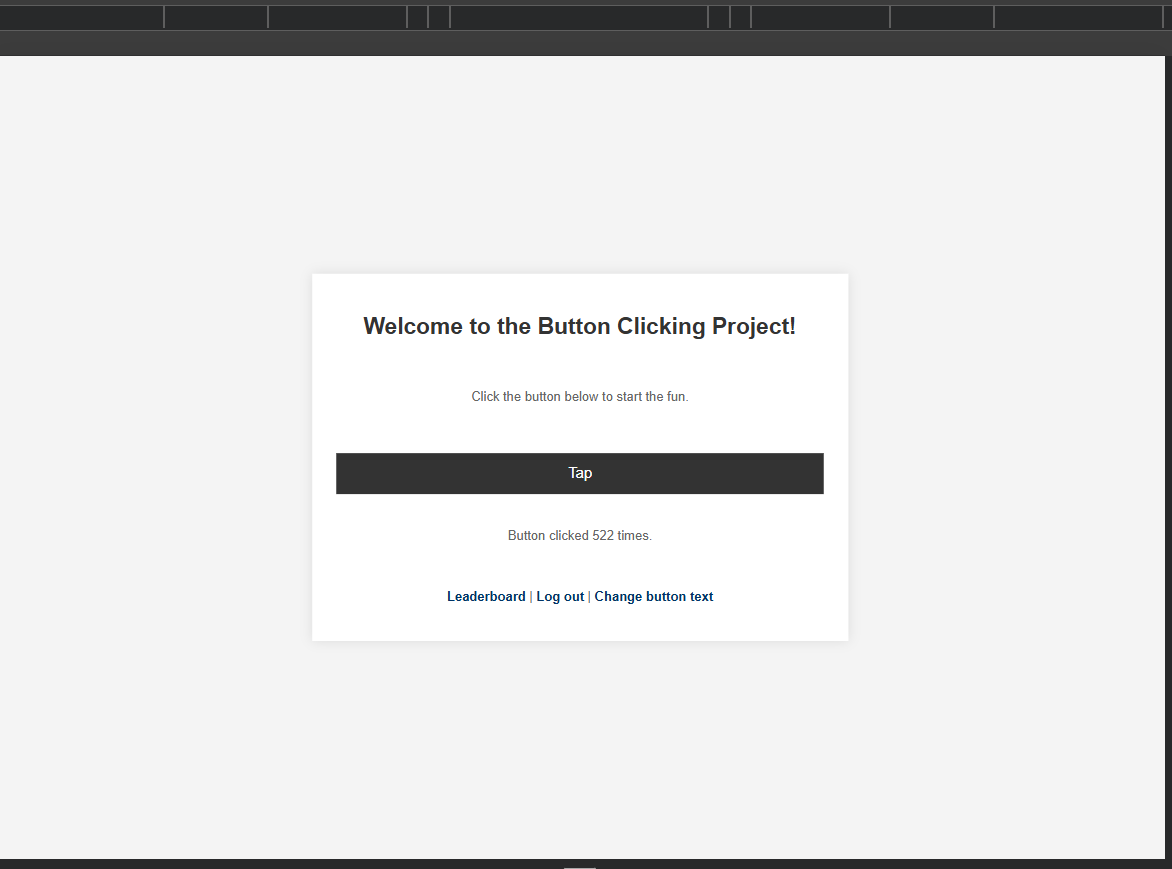 Welcome to the Button Clicking Project!
Click the button below to start the fun.
Tap
Button clicked 522 times.
Leaderboard | Log out | Change button text